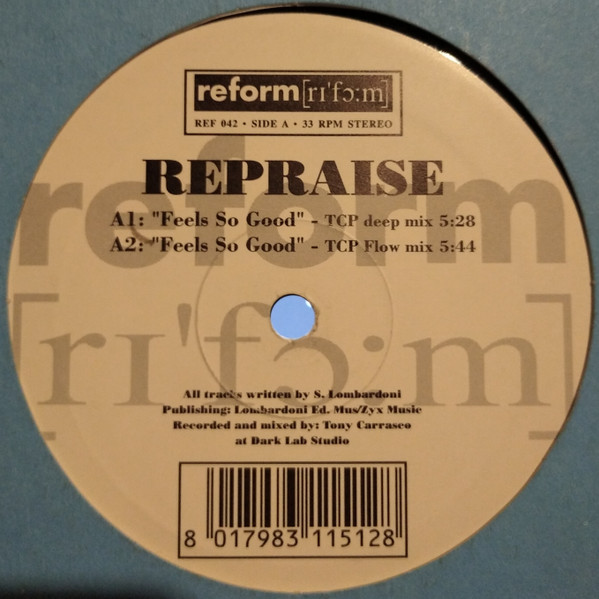 reform[rɪ'fɔ:m]
REF 042 • SIDE A • 33 RPM STEREO
REPRAISE
A1: "Feels So Good" - TCP deep mix 5:28
A2: "Feels So Good" - TCP Flow mix 5:44
reform
[rɪ'fɔ:m]
All tracks written by S. Lombardoni
Publishing: Lombardoni Ed. Mus/Zyx Music
Recorded and mixed by: Tony Carrasco
at Dark Lab Studio
8 017983 115128